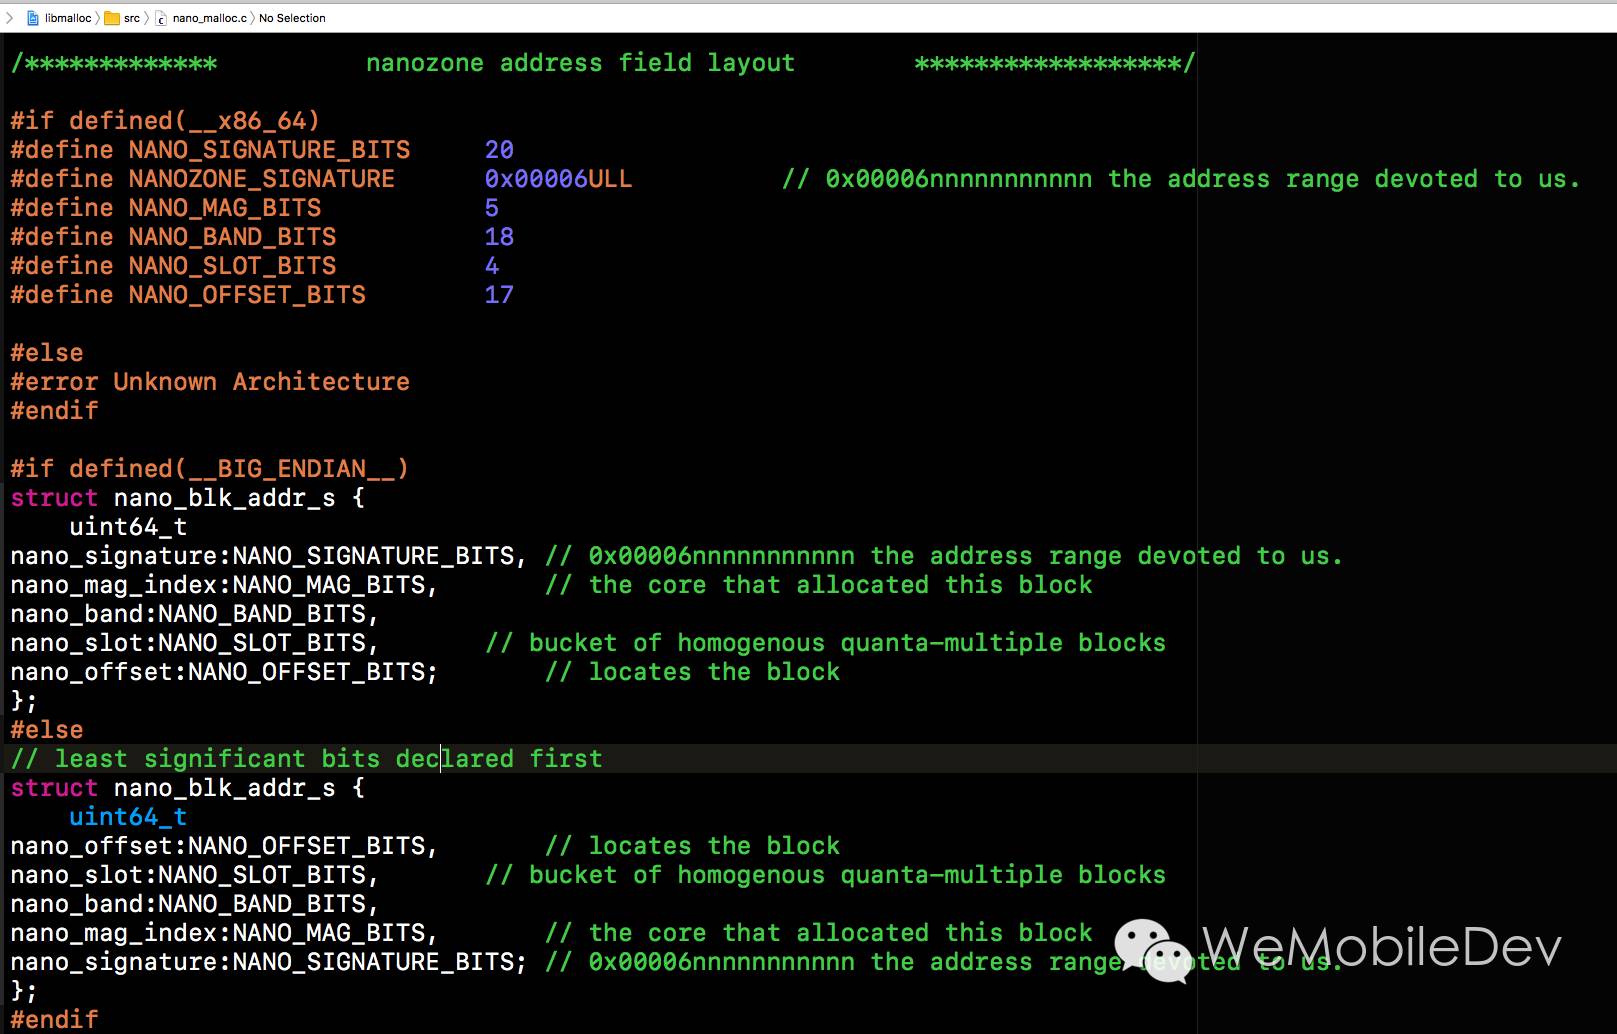 libmalloc src nano_malloc.c No Selection
/************* nanozone address field layout ******************/
#if defined(__x86_64)
#define NANO_SIGNATURE_BITS 20
#define NANOZONE_SIGNATURE 0x00006ULL // 0x00006nnnnnnnnnnn the address range devoted to us.
#define NANO_MAG_BITS 5
#define NANO_BAND_BITS 18
#define NANO_SLOT_BITS 4
#define NANO_OFFSET_BITS 17
#else
#error Unknown Architecture
#endif
#if defined(__BIG_ENDIAN__)
struct nano_blk_addr_s {
uint64_t
nano_signature:NANO_SIGNATURE_BITS, // 0x00006nnnnnnnnnnn the address range devoted to us.
nano_mag_index:NANO_MAG_BITS, // the core that allocated this block
nano_band:NANO_BAND_BITS,
nano_slot:NANO_SLOT_BITS, // bucket of homogenous quanta-multiple blocks
nano_offset:NANO_OFFSET_BITS; // locates the block
};
#else
// least significant bits declared first
struct nano_blk_addr_s {
uint64_t
nano_offset:NANO_OFFSET_BITS, // locates the block
nano_slot:NANO_SLOT_BITS, // bucket of homogenous quanta-multiple blocks
nano_band:NANO_BAND_BITS,
nano_mag_index:NANO_MAG_BITS, // the core that allocated this block
nano_signature:NANO_SIGNATURE_BITS; // 0x00006nnnnnnnnnnn the address range devoted to us.
};
#endif
WeMobileDev